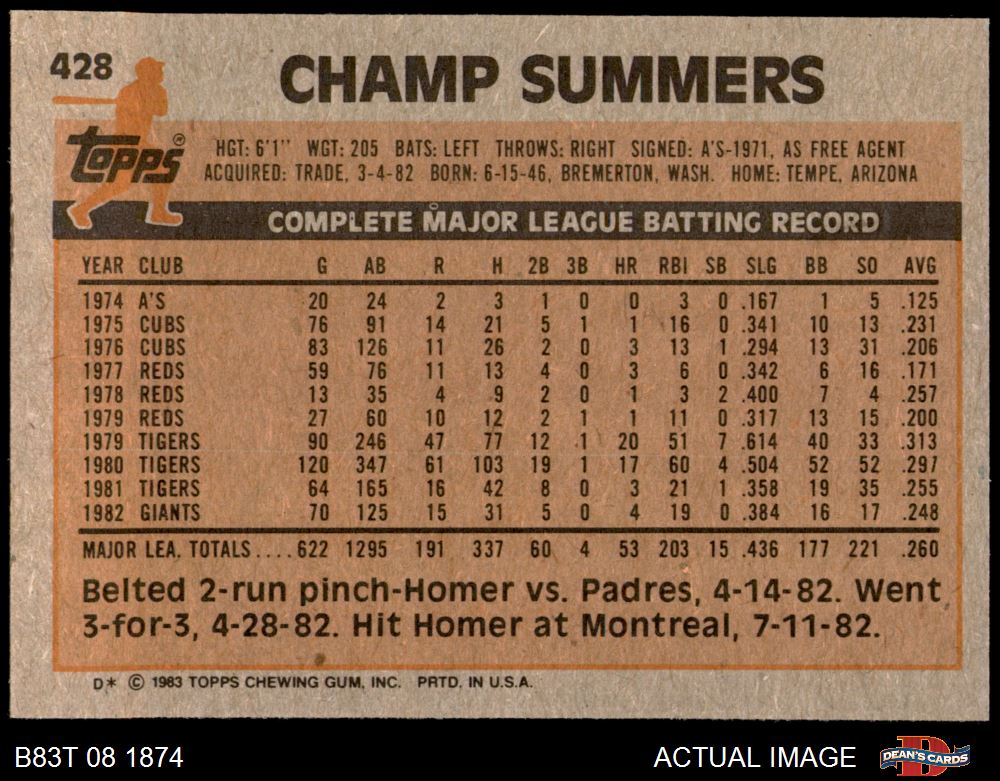 428
CHAMP SUMMERS
Topps ®
HGT: 6'1" WGT: 205 BATS: LEFT THROWS: RIGHT SIGNED: A'S-1971, AS FREE AGENT
ACQUIRED: TRADE, 3-4-82 BORN: 6-15-46, BREMERTON, WASH. HOME: TEMPE, ARIZONA
COMPLETE MAJOR LEAGUE BATTING RECORD
YEAR CLUB G AB R H 2B 3B HR RBI SB SLG BB SO AVG
1974 A'S 20 24 2 3 1 0 0 3 0 .167 1 5 .125
1975 CUBS 76 91 14 21 5 1 1 16 0 .341 10 13 .231
1976 CUBS 83 126 11 26 2 0 3 13 1 .294 13 31 .206
1977 REDS 59 76 11 13 4 0 3 6 0 .342 6 16 .171
1978 REDS 13 35 4 9 2 0 1 3 2 .400 7 4 .257
1979 REDS 27 60 10 12 2 1 1 11 0 .317 13 15 .200
1979 TIGERS 90 246 47 77 12 1 20 51 7 .614 40 33 .313
1980 TIGERS 120 347 61 103 19 1 17 60 4 .504 52 52 .297
1981 TIGERS 64 165 16 42 8 0 3 21 1 .358 19 35 .255
1982 GIANTS 70 125 15 31 5 0 4 19 0 .384 16 17 .248
MAJOR LEA. TOTALS....622 1295 191 337 60 4 53 203 15 .436 177 221 .260
Belted 2-run pinch-Homer vs. Padres, 4-14-82. Went
3-for-3, 4-28-82. Hit Homer at Montreal, 7-11-82.
D* © 1983 TOPPS CHEWING GUM, INC. PRTD. IN U.S.A.
B83T 08 1874 ACTUAL IMAGE DEAN'S CARDS